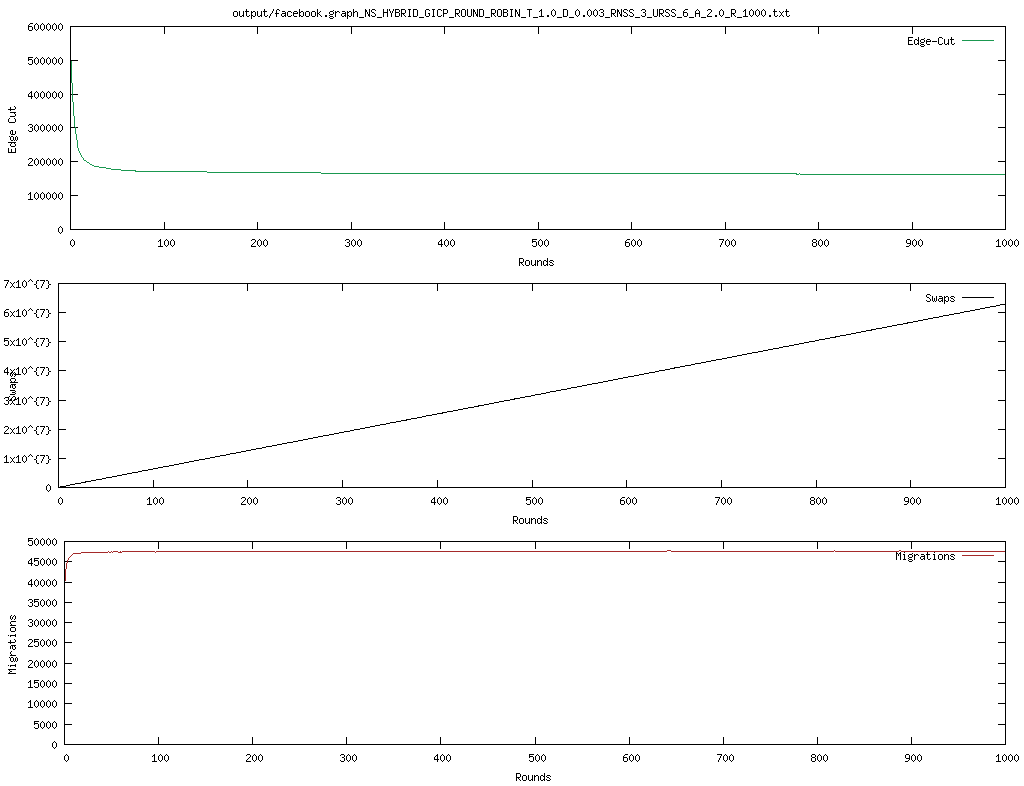 output/facebook.graph_NS_HYBRID_GICP_ROUND_ROBIN_T_1.0_D_0.003_RNSS_3_URSS_6_A_2.0_R_1000.txt
600000
500000
400000
300000
200000
100000
0
Edge Cut
Edge-Cut
0 100 200 300 400 500 600 700 800 900 1000
Rounds
7x10^{7}
6x10^{7}
5x10^{7}
4x10^{7}
3x10^{7}
2x10^{7}
1x10^{7}
0
Swaps
Swaps
0 100 200 300 400 500 600 700 800 900 1000
Rounds
50000
45000
40000
35000
30000
25000
20000
15000
10000
5000
0
Migrations
Migrations
0 100 200 300 400 500 600 700 800 900 1000
Rounds